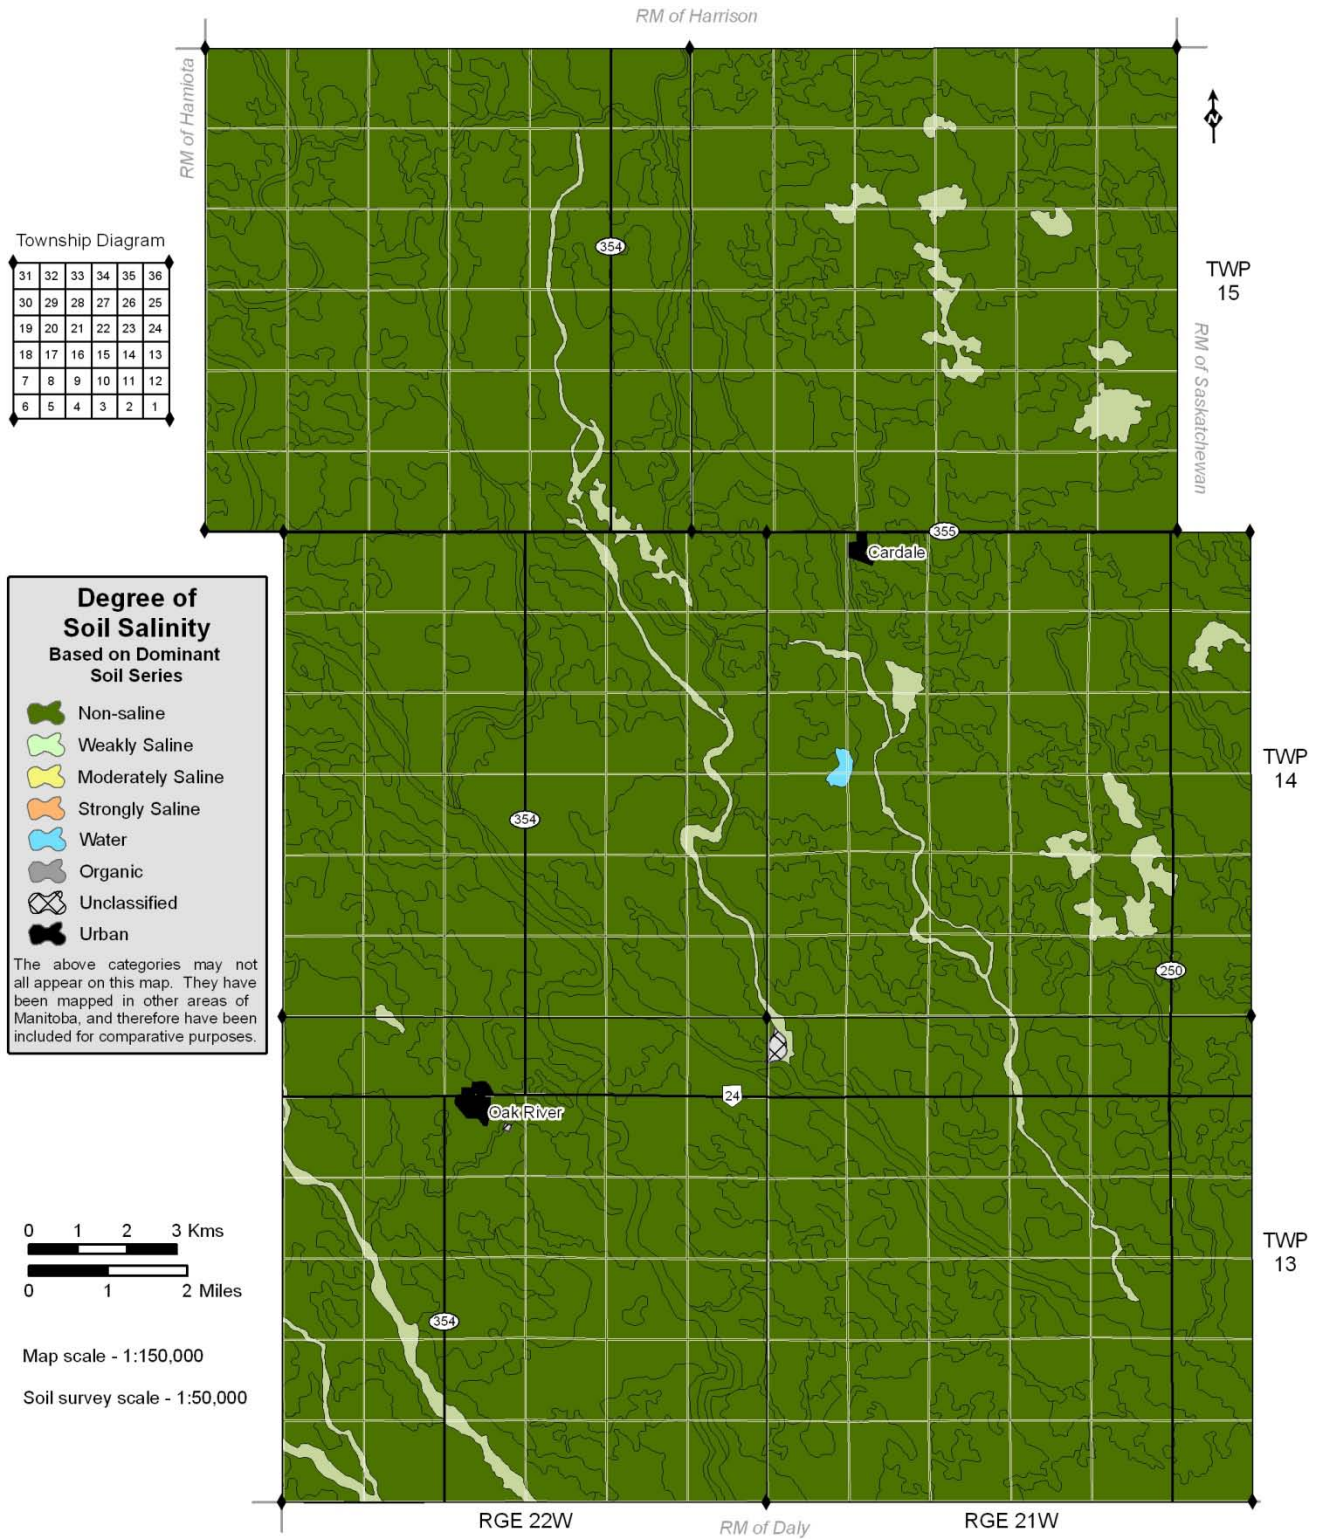 RM of Harrison
RM of Hamiota
N
354
Township Diagram
31 32 33 34 35 36
30 29 28 27 26 25
19 20 21 22 23 24
18 17 16 15 14 13
7 8 9 10 11 12
6 5 4 3 2 1
TWP
15
RM of Saskatchewan
355
Cardale
Degree of
Soil Salinity
Based on Dominant
Soil Series
Non-saline
Weakly Saline
Moderately Saline
Strongly Saline
Water
Organic
Unclassified
Urban
The above categories may not
all appear on this map. They have
been mapped in other areas of
Manitoba, and therefore have been
included for comparative purposes.
TWP
14
354
250
24
Oak River
0 1 2 3 Kms
0 1 2 Miles
TWP
13
354
Map scale - 1:150,000
Soil survey scale - 1:50,000
RGE 22W
RM of Daly
RGE 21W